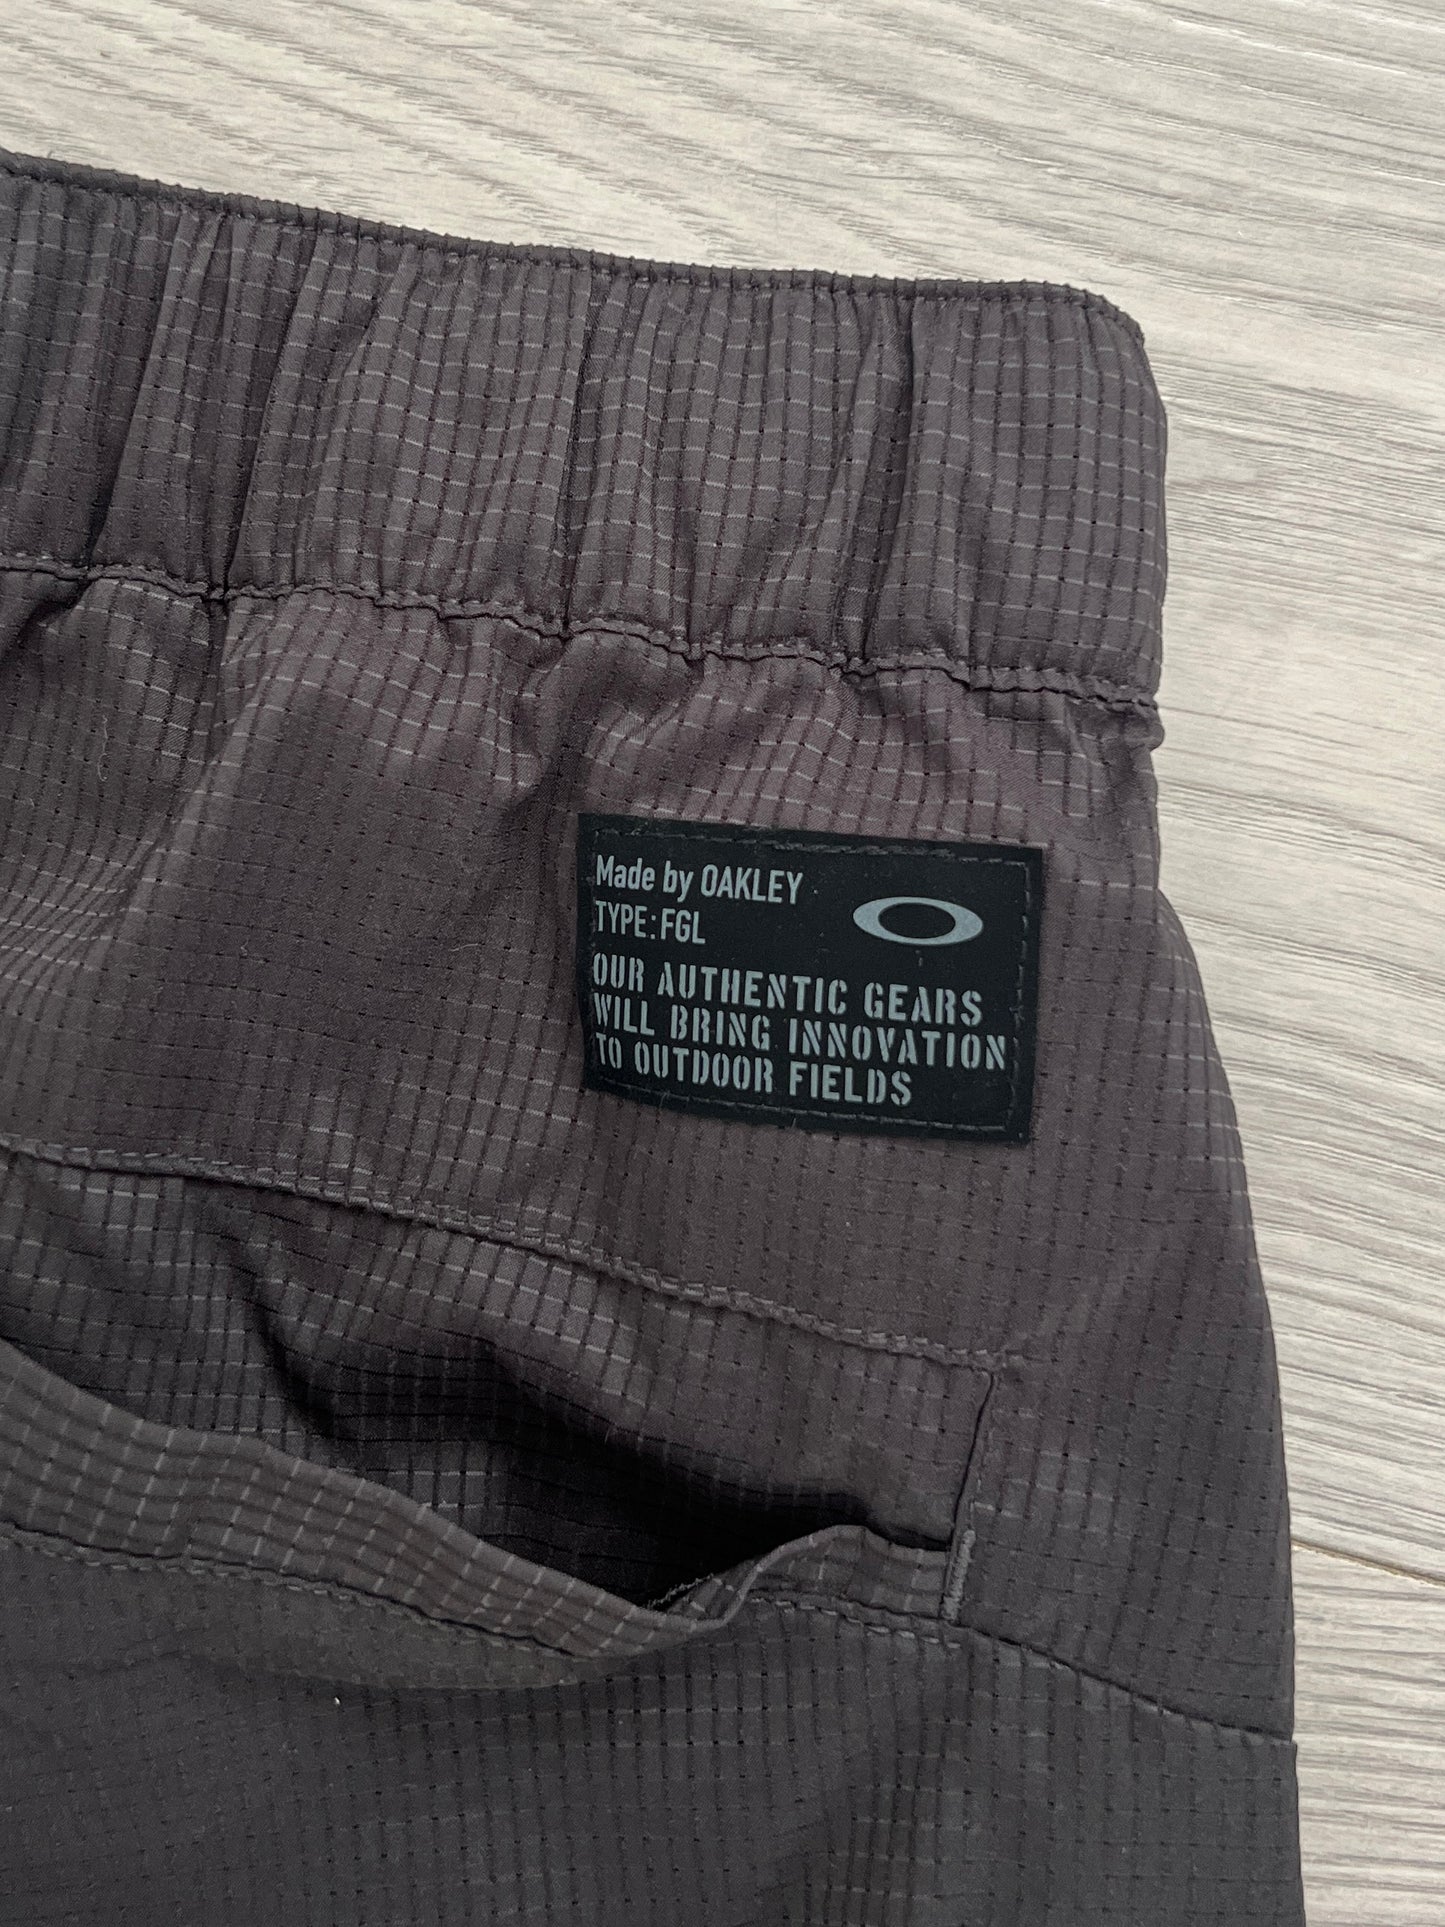 Made by OAKLEY
TYPE:FGL
OUR AUTHENTIC GEARS
WILL BRING INNOVATION
TO OUTDOOR FIELDS